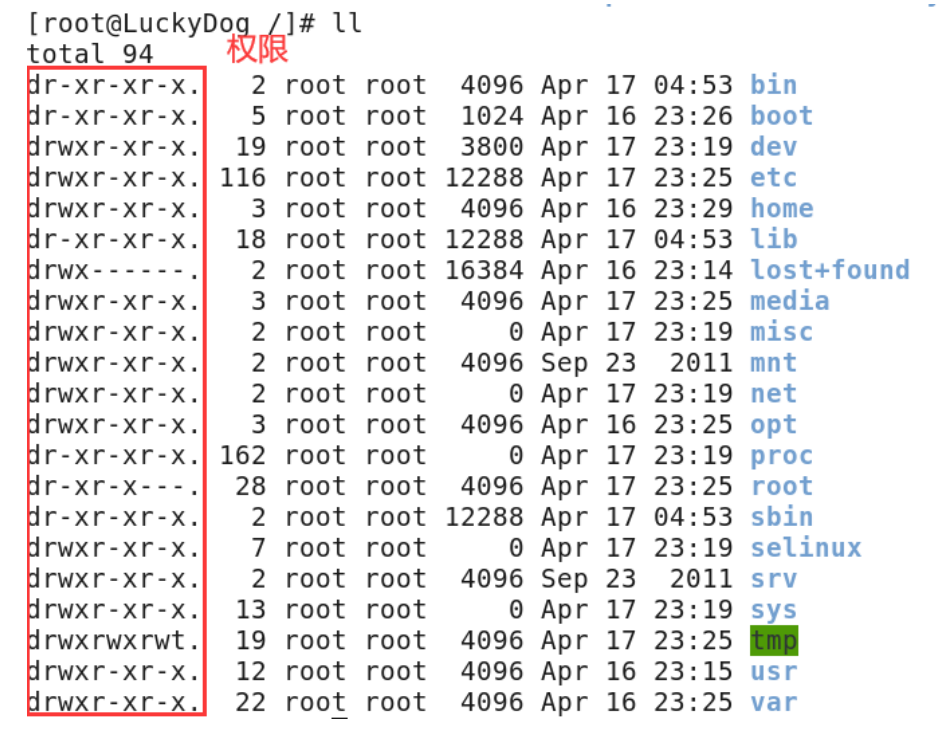 [root@LuckyDog /]# ll
total 94 权限
dr-xr-xr-x. 2 root root 4096 Apr 17 04:53 bin
dr-xr-xr-x. 5 root root 1024 Apr 16 23:26 boot
drwxr-xr-x. 19 root root 3800 Apr 17 23:19 dev
drwxr-xr-x. 116 root root 12288 Apr 17 23:25 etc
drwxr-xr-x. 3 root root 4096 Apr 16 23:29 home
dr-xr-xr-x. 18 root root 12288 Apr 17 04:53 lib
drwx------. 2 root root 16384 Apr 16 23:14 lost+found
drwxr-xr-x. 3 root root 4096 Apr 17 23:25 media
drwxr-xr-x. 2 root root 0 Apr 17 23:19 misc
drwxr-xr-x. 2 root root 4096 Sep 23 2011 mnt
drwxr-xr-x. 2 root root 0 Apr 17 23:19 net
drwxr-xr-x. 3 root root 4096 Apr 16 23:25 opt
dr-xr-xr-x. 162 root root 0 Apr 17 23:19 proc
dr-xr-x---. 28 root root 4096 Apr 17 23:25 root
dr-xr-xr-x. 2 root root 12288 Apr 17 04:53 sbin
drwxr-xr-x. 7 root root 0 Apr 17 23:19 selinux
drwxr-xr-x. 2 root root 4096 Sep 23 2011 srv
drwxr-xr-x. 13 root root 0 Apr 17 23:19 sys
drwxrwxrwt. 19 root root 4096 Apr 17 23:25 tmp
drwxr-xr-x. 12 root root 4096 Apr 16 23:15 usr
drwxr-xr-x. 22 root root 4096 Apr 16 23:25 var